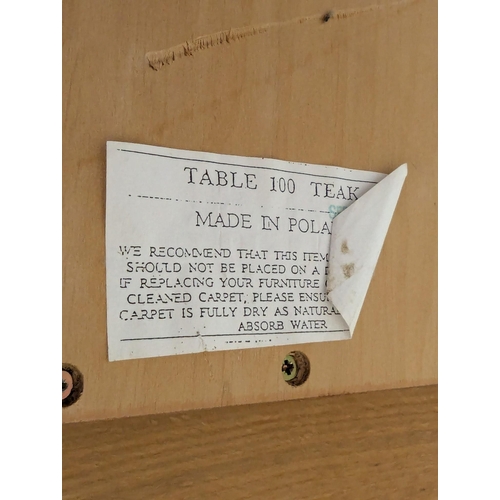 TABLE 100 TEAK
MADE IN POLA
WE RECOMMEND THAT THIS ITEM
SHOULD NOT BE PLACED ON A D
IF REPLACING YOUR FURNITURE
CLEANED CARPET, PLEASE ENSU
CARPET IS FULLY DRY AS NATURA
ABSORB WATER